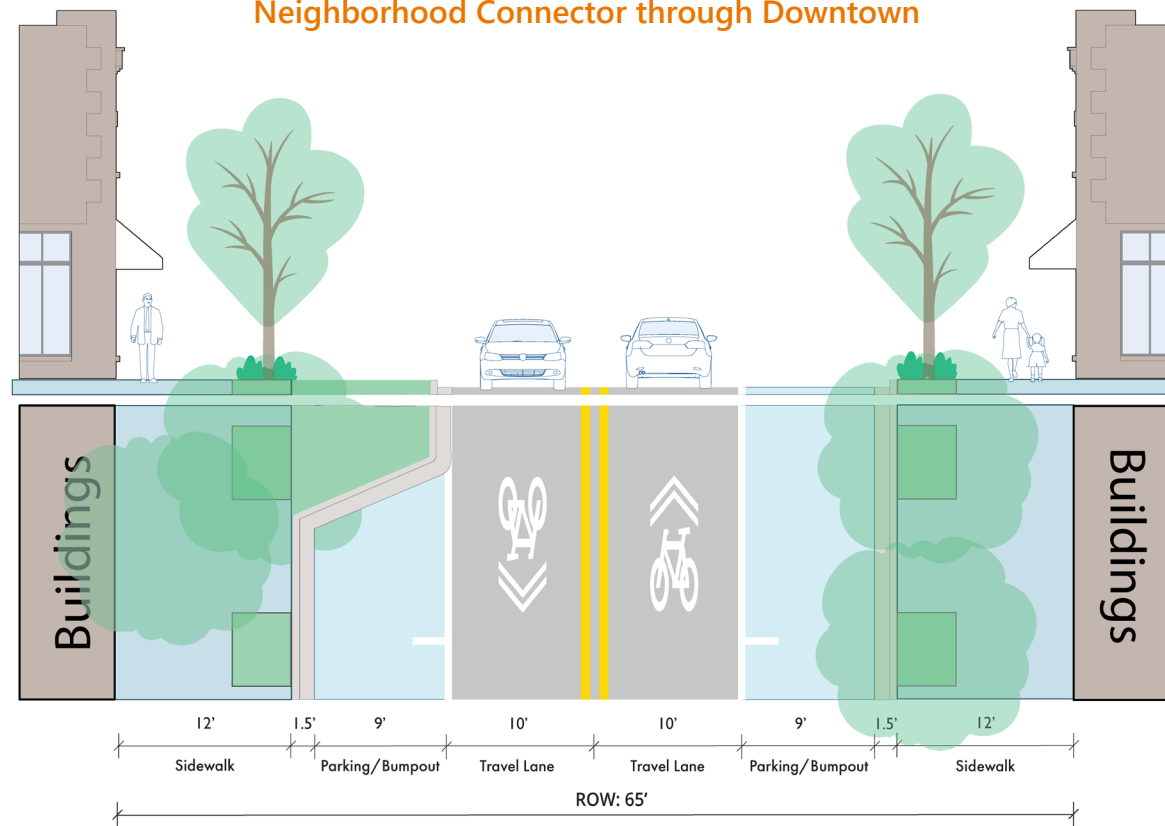 Neighborhood Connector through Downtown
Buildings
Buildings
12' 1.5' 9' 10' 10' 9' 1.5' 12'
Sidewalk Parking/Bumpout Travel Lane Travel Lane Parking/Bumpout Sidewalk
ROW: 65'